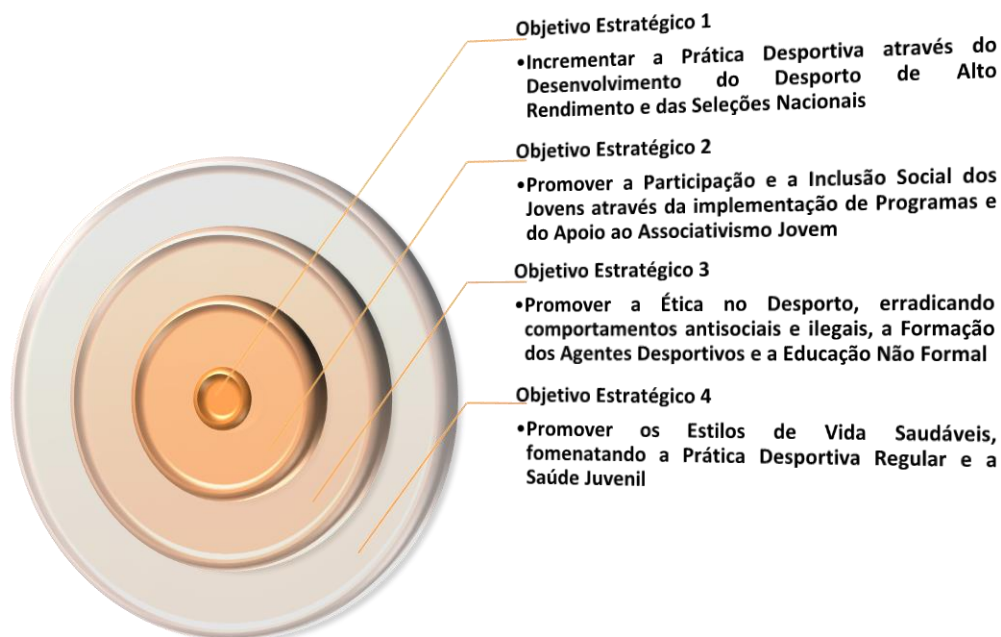 Objetivo Estratégico 1
•Incrementar a Prática Desportiva através do
Desenvolvimento do Desporto de Alto
Rendimento e das Seleções Nacionais
Objetivo Estratégico 2
•Promover a Participação e a Inclusão Social dos
Jovens através da implementação de Programas e
do Apoio ao Associativismo Jovem
Objetivo Estratégico 3
•Promover a Ética no Desporto, erradicando
comportamentos antisociais e ilegais, a Formação
dos Agentes Desportivos e a Educação Não Formal
Objetivo Estratégico 4
•Promover os Estilos de Vida Saudáveis,
fomenatando a Prática Desportiva Regular e a
Saúde Juvenil